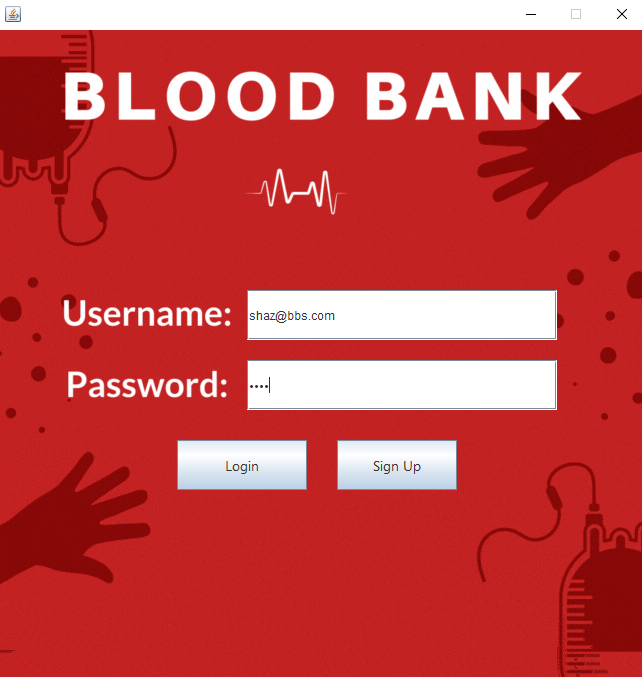 BLOOD BANK
Username: shaz@bbs.com
Password: ••••
Login Sign Up